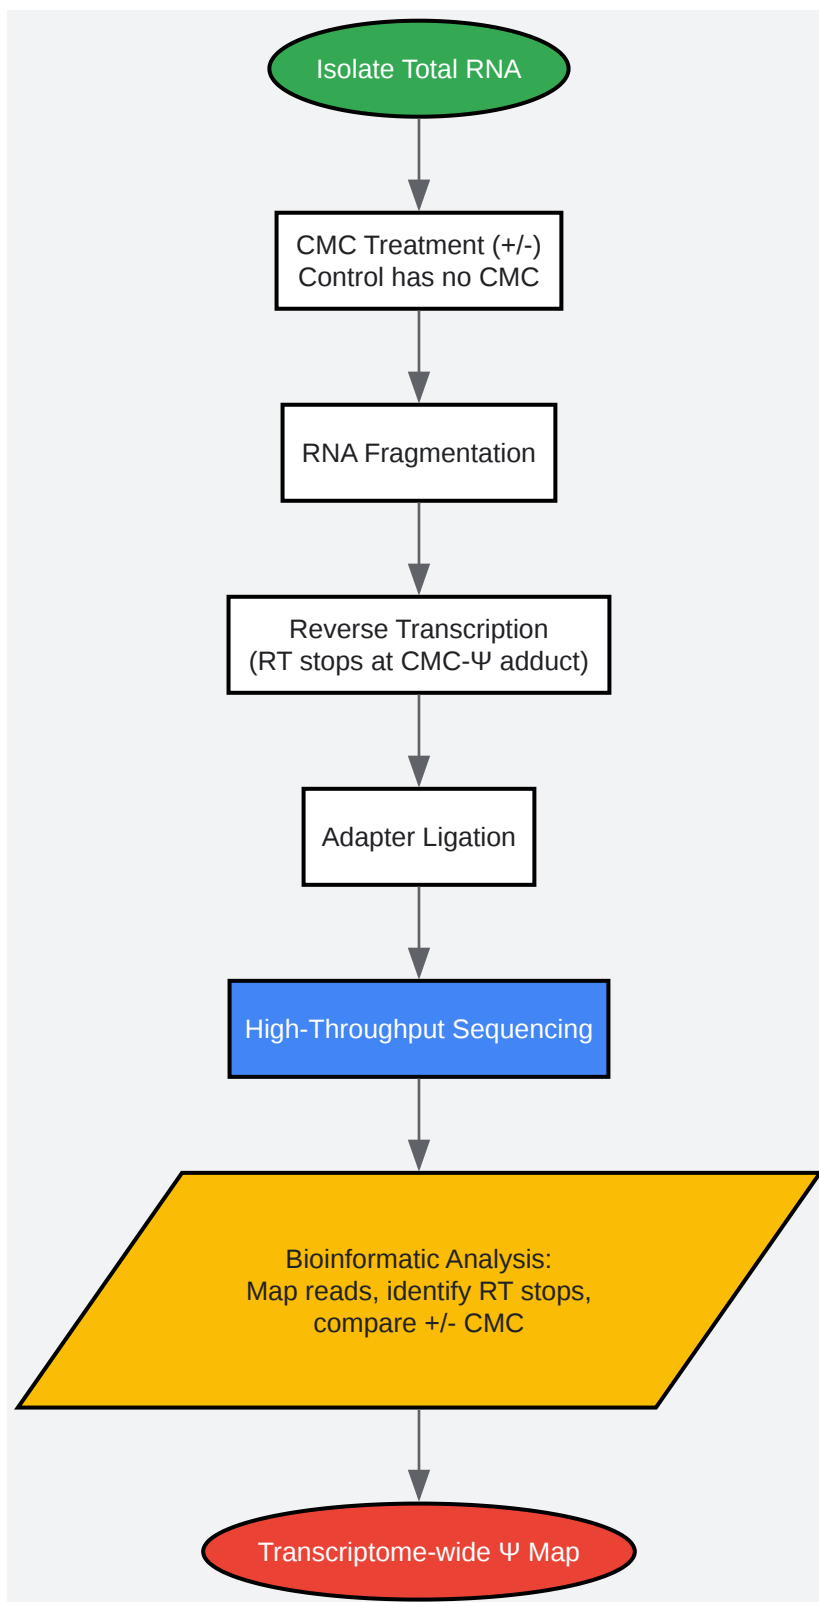 Isolate Total RNA
CMC Treatment (+/-)
Control has no CMC
RNA Fragmentation
Reverse Transcription
(RT stops at CMC-Ψ adduct)
Adapter Ligation
High-Throughput Sequencing
Bioinformatic Analysis:
Map reads, identify RT stops,
compare +/- CMC
Transcriptome-wide Ψ Map